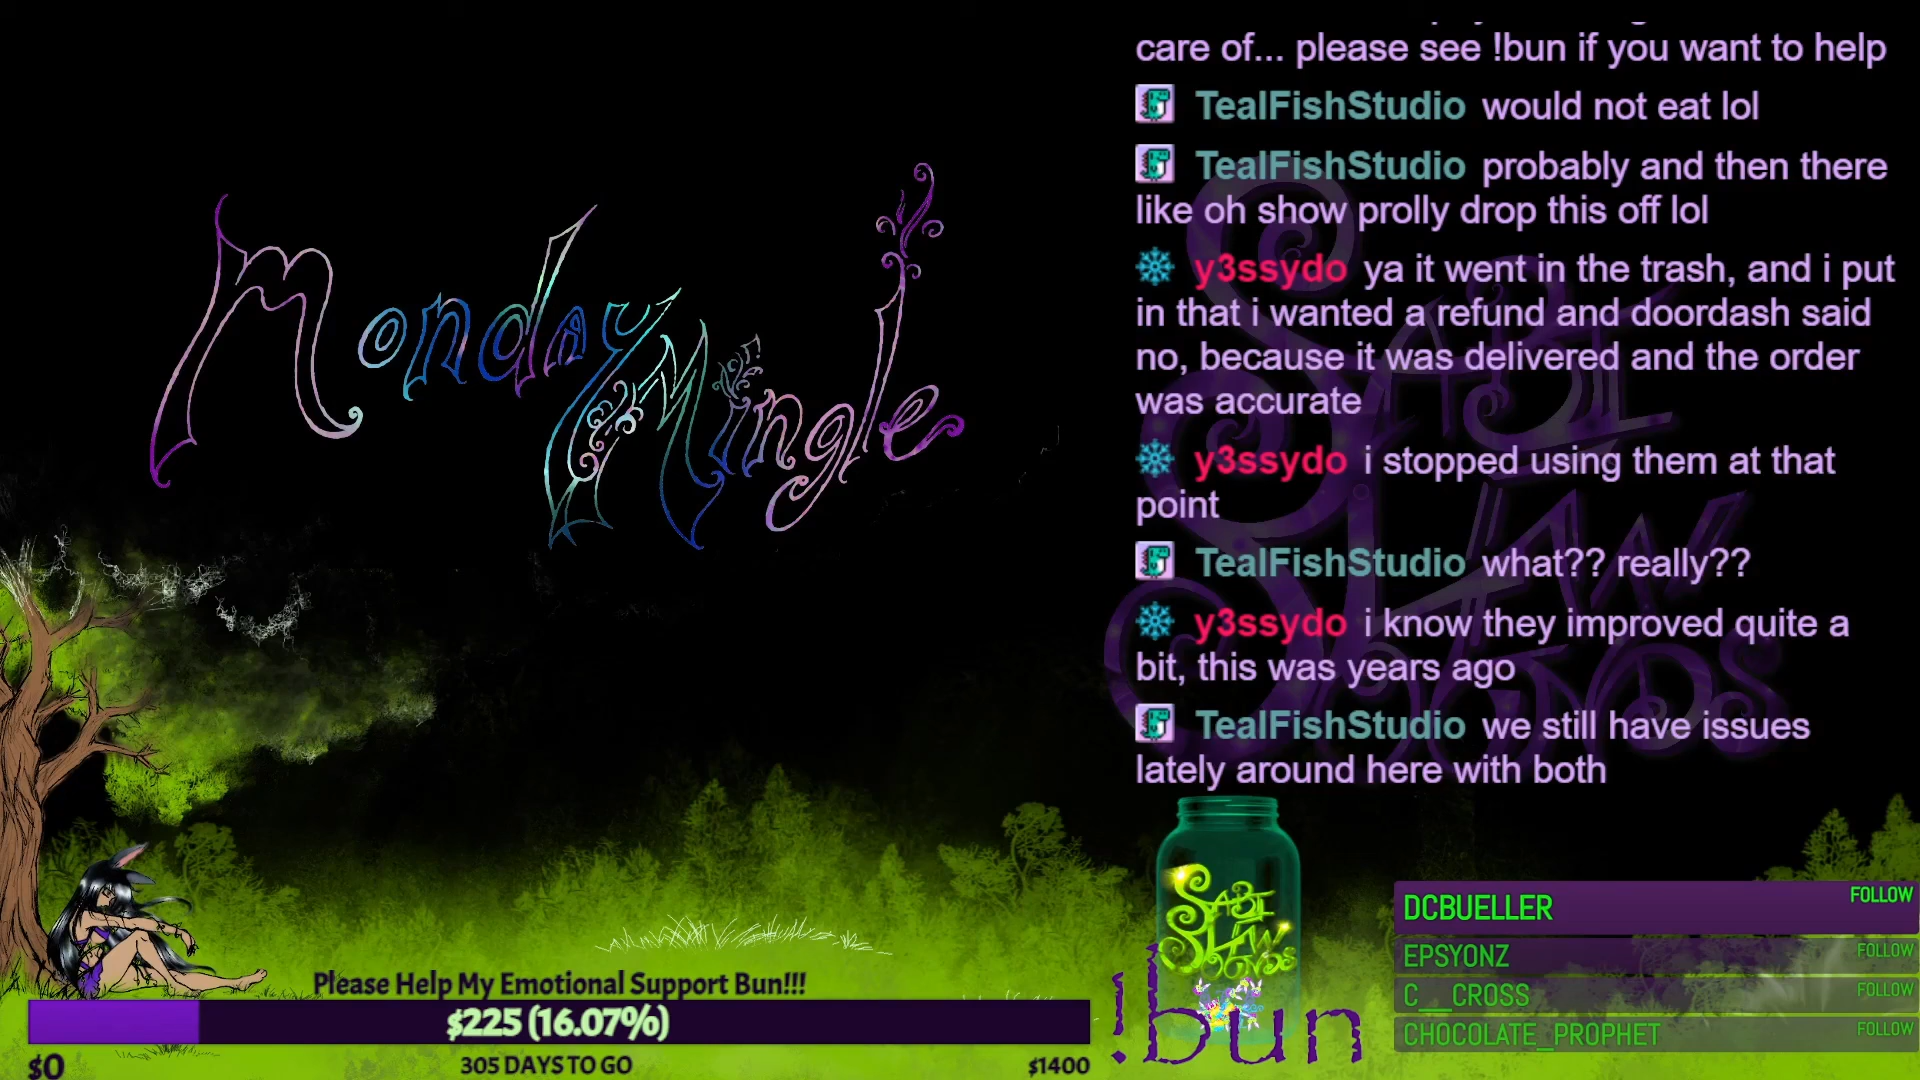 care of... please see !bun if you want to help
TealFishStudio would not eat lol
TealFishStudio probably and then there
like oh show prolly drop this off lol
y3ssydo ya it went in the trash, and i put
in that i wanted a refund and doordash said
no, because it was delivered and the order
was accurate
y3ssydo i stopped using them at that
point
TealFishStudio what?? really??
y3ssydo i know they improved quite a
bit, this was years ago
TealFishStudio we still have issues
lately around here with both
Monday
Mingle
Please Help My Emotional Support Bun!!!
$225 (16.07%)
$0
305 DAYS TO GO
$1400
!bun
DCBUELLER FOLLOW
EPSYONZ FOLLOW
C__CROSS FOLLOW
CHOCOLATE_PROPHET FOLLOW